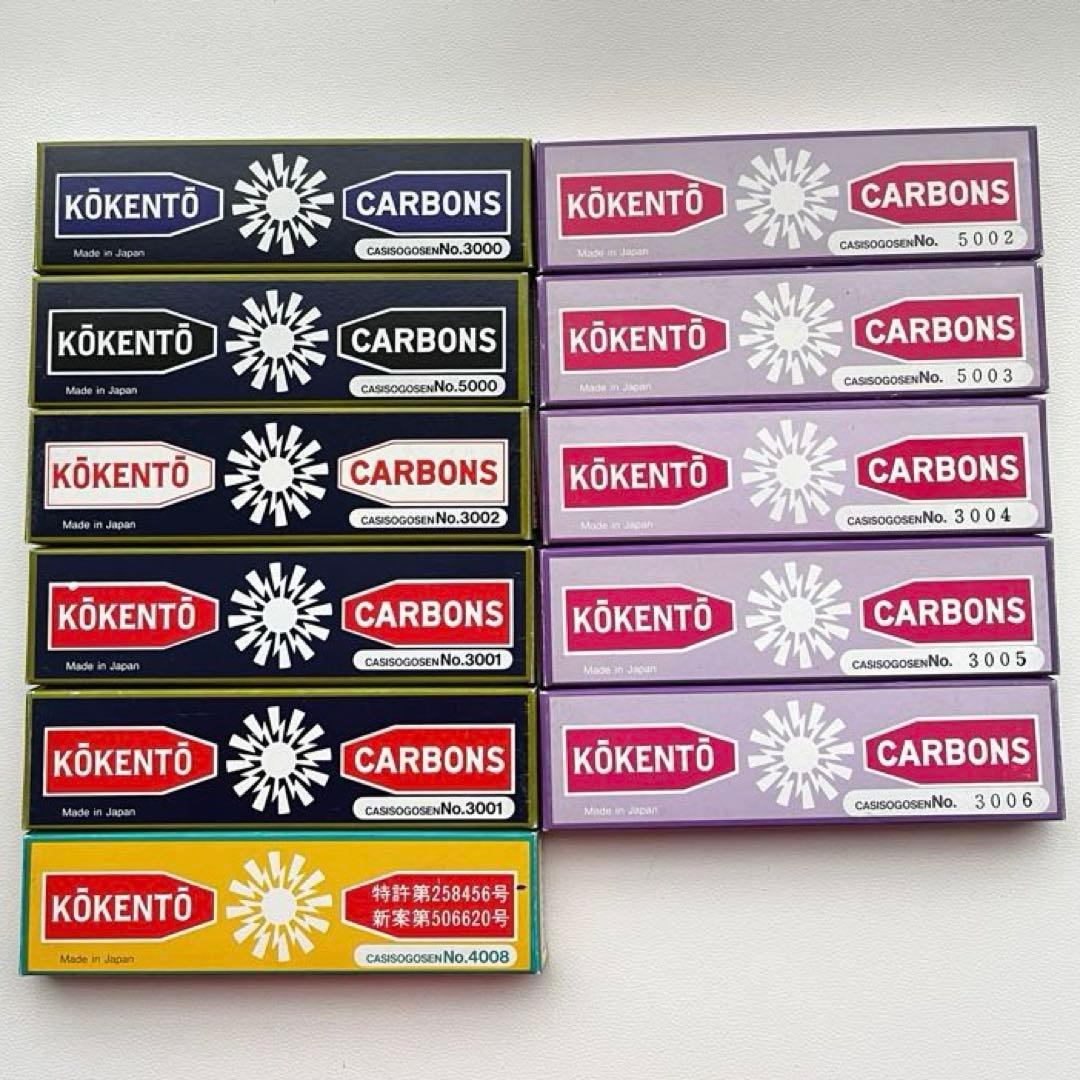 KŌKENTŌ CARBONS
Made in Japan CASISOGOSEN No.3000
KŌKENTŌ CARBONS
Made in Japan CASISOGOSEN No.5000
KŌKENTŌ CARBONS
Made in Japan CASISOGOSEN No.3002
KŌKENTŌ CARBONS
Made in Japan CASISOGOSEN No.3001
KŌKENTŌ CARBONS
Made in Japan CASISOGOSEN No.3001
KŌKENTŌ
特許第258456号
新案第506620号
Made in Japan CASISOGOSEN No.4008
KŌKENTŌ CARBONS
Made in Japan CASISOGOSEN No. 5002
KŌKENTŌ CARBONS
Made in Japan CASISOGOSEN No. 5003
KŌKENTŌ CARBONS
Made in Japan CASISOGOSEN No. 3004
KŌKENTŌ CARBONS
Made in Japan CASISOGOSEN No. 3005
KŌKENTŌ CARBONS
Made in Japan CASISOGOSEN No. 3006